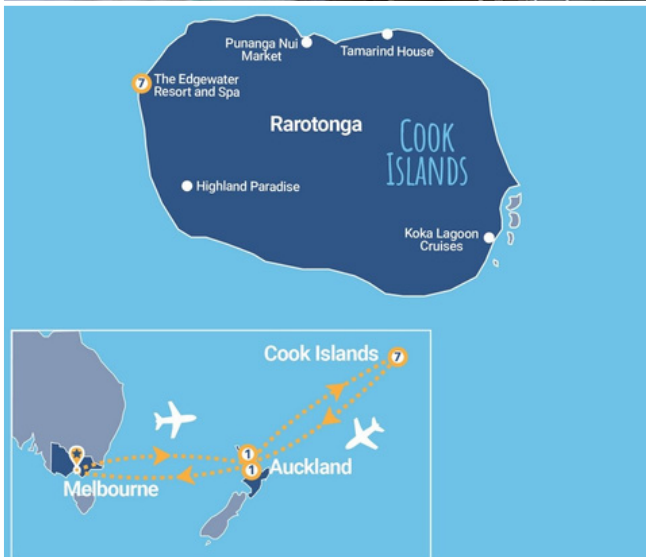 Punanga Nui
Market
Tamarind House
7
The Edgewater
Resort and Spa
Rarotonga
COOK
ISLANDS
Highland Paradise
Koka Lagoon
Cruises
Cook Islands
7
1
1
Auckland
Melbourne